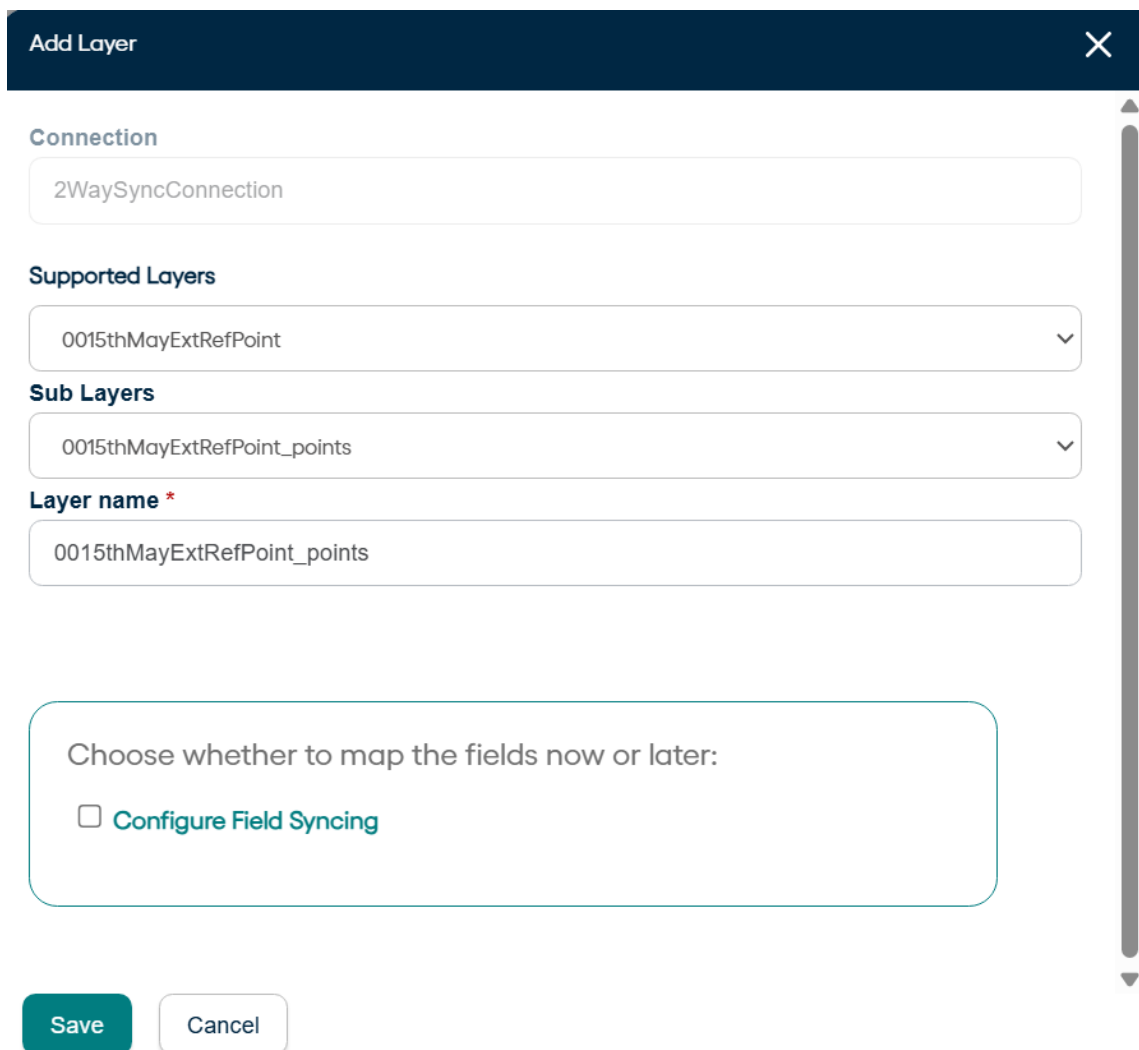 Add Layer
Connection
2WaySyncConnection
Supported Layers
0015thMayExtRefPoint
Sub Layers
0015thMayExtRefPoint_points
Layer name *
0015thMayExtRefPoint_points
Choose whether to map the fields now or later:
Configure Field Syncing
Save
Cancel